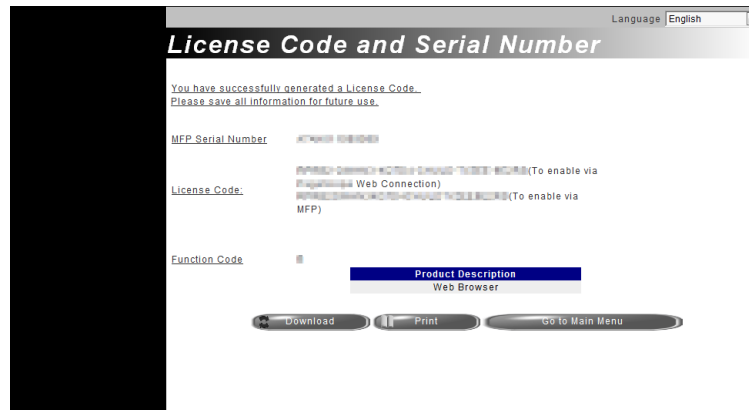 Language English
License Code and Serial Number
You have successfully generated a License Code.
Please save all information for future use.
MFP Serial Number
(To enable via
License Code:
Web Connection)
(To enable via
MFP)
Function Code
Product Description
Web Browser
Download Print Go to Main Menu